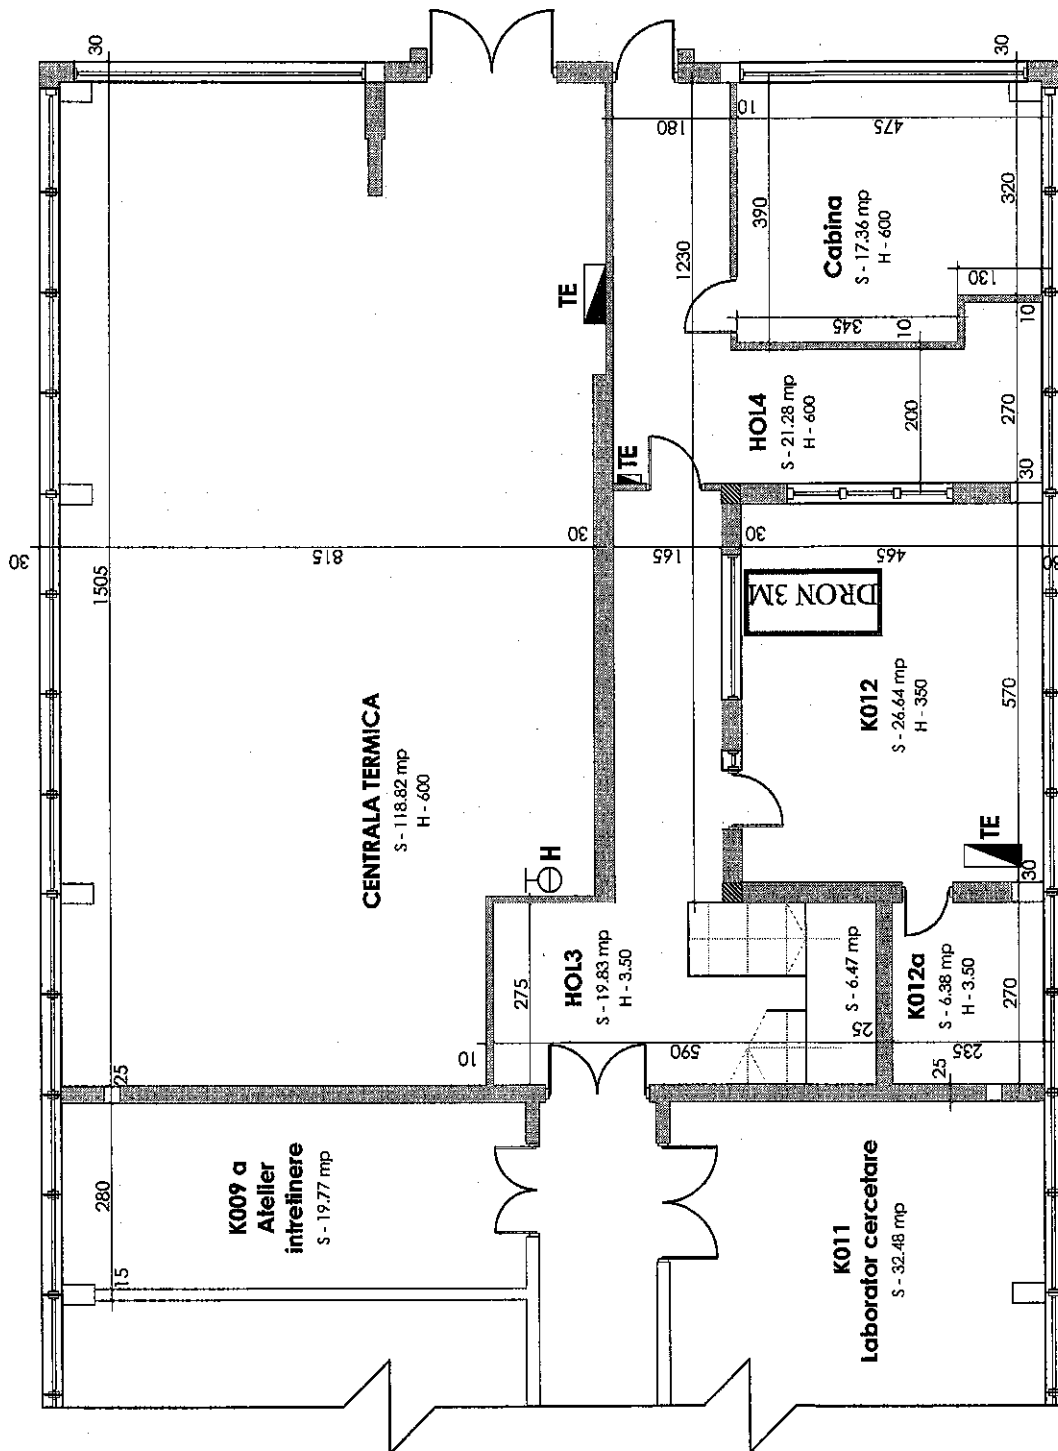 CENTRALA TERMICA
S - 118.82 mp
H - 600
TE
H
HOL3
S - 19.83 mp
H - 3.50
S - 6.47 mp
K012a
S - 6.38 mp
H - 3.50
K012
S - 26.64 mp
H - 350
TE
DRON 3M
TE
HOL4
S - 21.28 mp
H - 600
Cabina
S - 17.36 mp
H - 600
K009 a
Atelier
intretinere
S - 19.77 mp
K011
Laborator cercetare
S - 32.48 mp
15
280
25
1505
30
30
815
30
165
30
465
30
10
275
590
25
235
25
270
30
570
30
270
10
320
30
1230
180
10
475
390
345
10
200
130